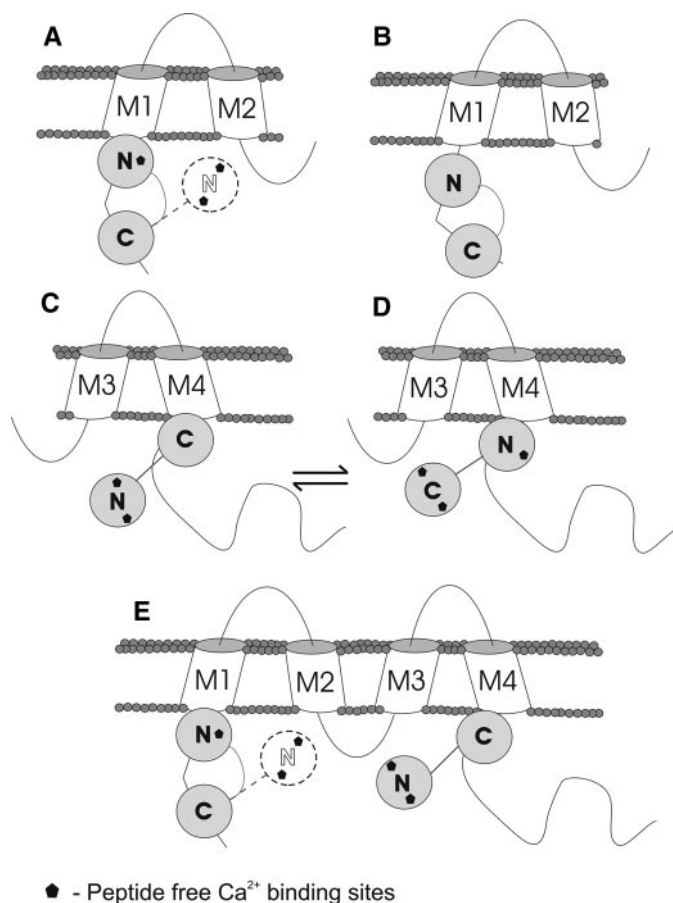 A B
M1 M2 M1 M2
N N N
C C
C D
M3 M4 M3 M4
C N
N C
E
M1 M2 M3 M4
N N C
C N
- Peptide free Ca²⁺ binding sites